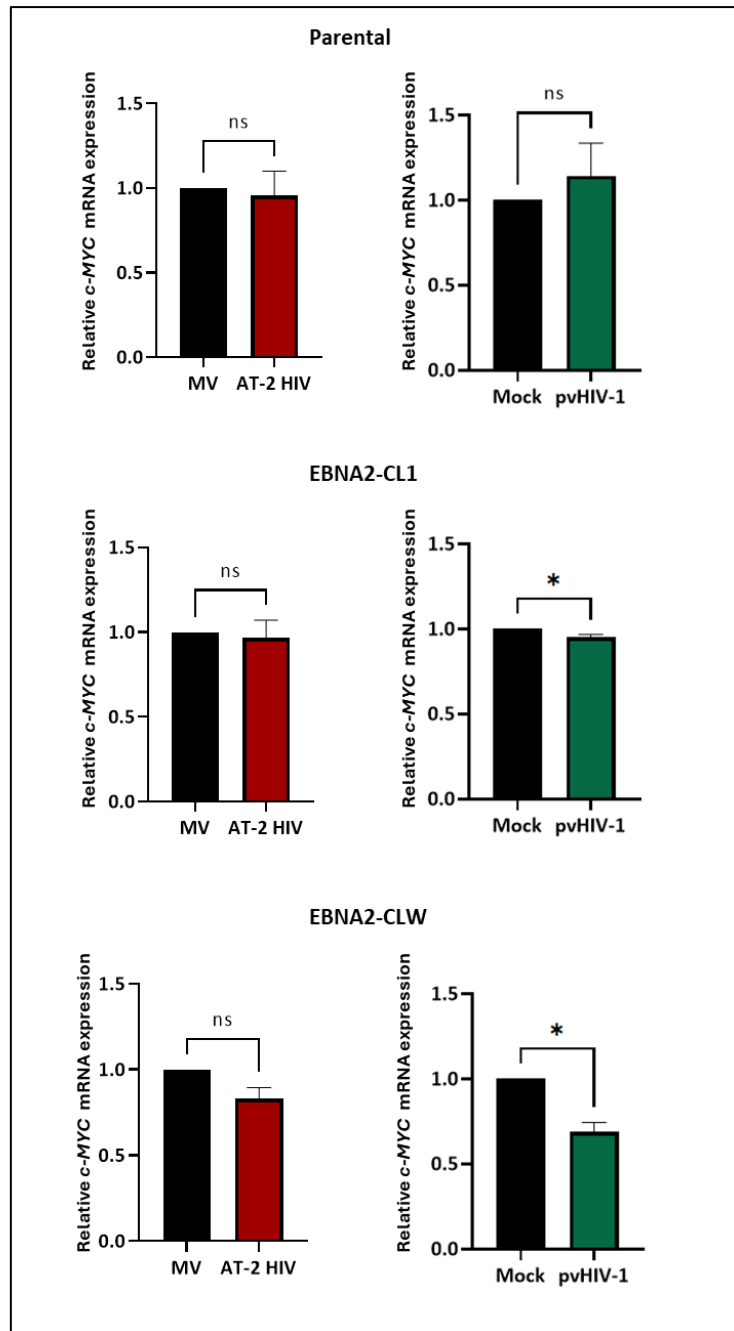 Parental
Relative c-MYC mRNA expression
1.5
1.0
0.5
0.0
ns
MV AT-2 HIV
Relative c-MYC mRNA expression
1.5
1.0
0.5
0.0
ns
Mock pvHIV-1
EBNA2-CL1
Relative c-MYC mRNA expression
1.5
1.0
0.5
0.0
ns
MV AT-2 HIV
Relative c-MYC mRNA expression
1.5
1.0
0.5
0.0
*
Mock pvHIV-1
EBNA2-CLW
Relative c-MYC mRNA expression
1.5
1.0
0.5
0.0
ns
MV AT-2 HIV
Relative c-MYC mRNA expression
1.5
1.0
0.5
0.0
*
Mock pvHIV-1